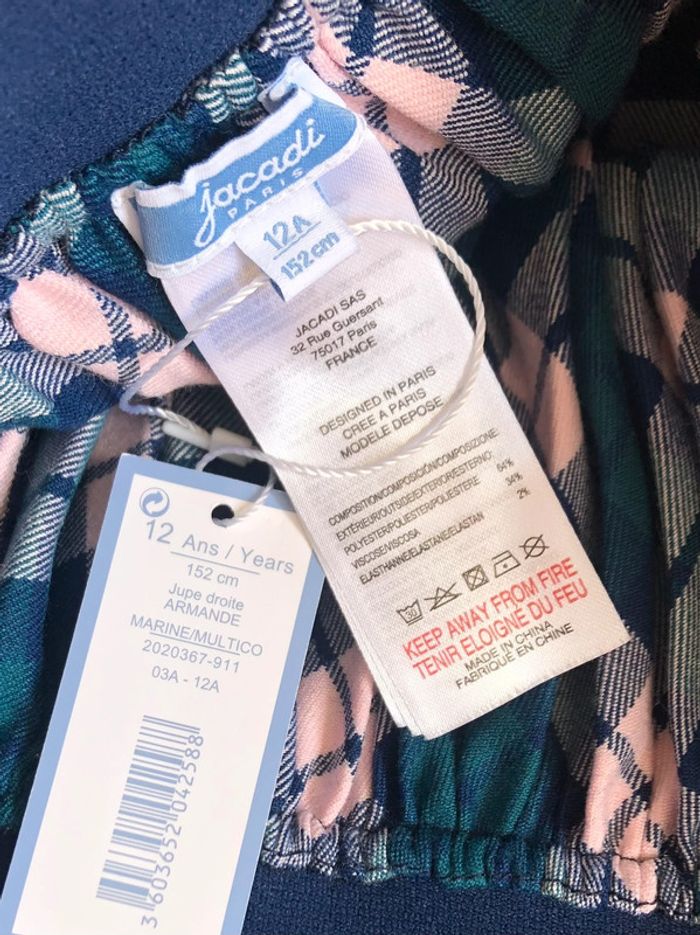 jacadi
PARIS
12A
152cm
JACADI SAS
32 Rue Guersant
75017 Paris
FRANCE
DESIGNED IN PARIS
CREE A PARIS
MODELE DEPOSE
COMPOSITION/COMPOSICIÓN/COMPOSIZIONE:
EXTÉRIEUR/OUTSIDE/EXTERIOR/ESTERNO:
POLYESTER/POLIESTER/POLIESTERE 64%
VISCOSE/VISCOSA 34%
ELASTHANNE/ELASTANE/ELASTAN 2%
30
KEEP AWAY FROM FIRE
TENIR ELOIGNÉ DU FEU
MADE IN CHINA
FABRIQUÉ EN CHINE
12 Ans / Years
152 cm
Jupe droite
ARMANDE
MARINE/MULTICO
2020367-911
03A - 12A
3 603652 042588